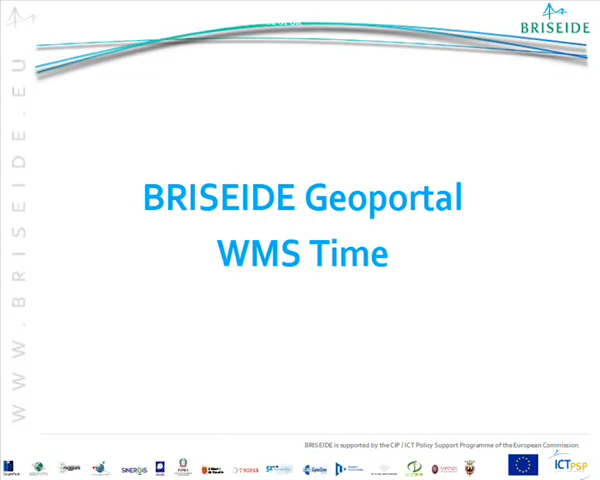 BRISEIDE
WWW.BRISEIDE.EU
BRISEIDE Geoportal
WMS Time
BRISEIDE is supported by the CIP / ICT Policy Support Programme of the European Commission.
SINERGIS
ICT PSP